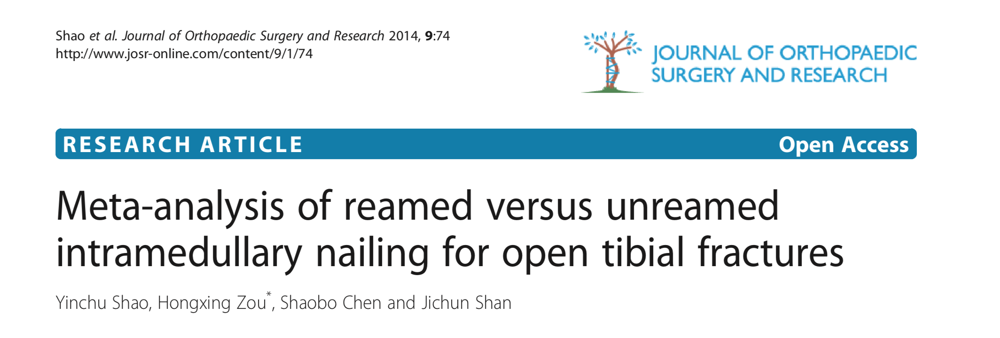 Shao et al. Journal of Orthopaedic Surgery and Research 2014, 9:74
http://www.josr-online.com/content/9/1/74
JOURNAL OF ORTHOPAEDIC
SURGERY AND RESEARCH
RESEARCH ARTICLE
Open Access
Meta-analysis of reamed versus unreamed
intramedullary nailing for open tibial fractures
Yinchu Shao, Hongxing Zou*, Shaobo Chen and Jichun Shan